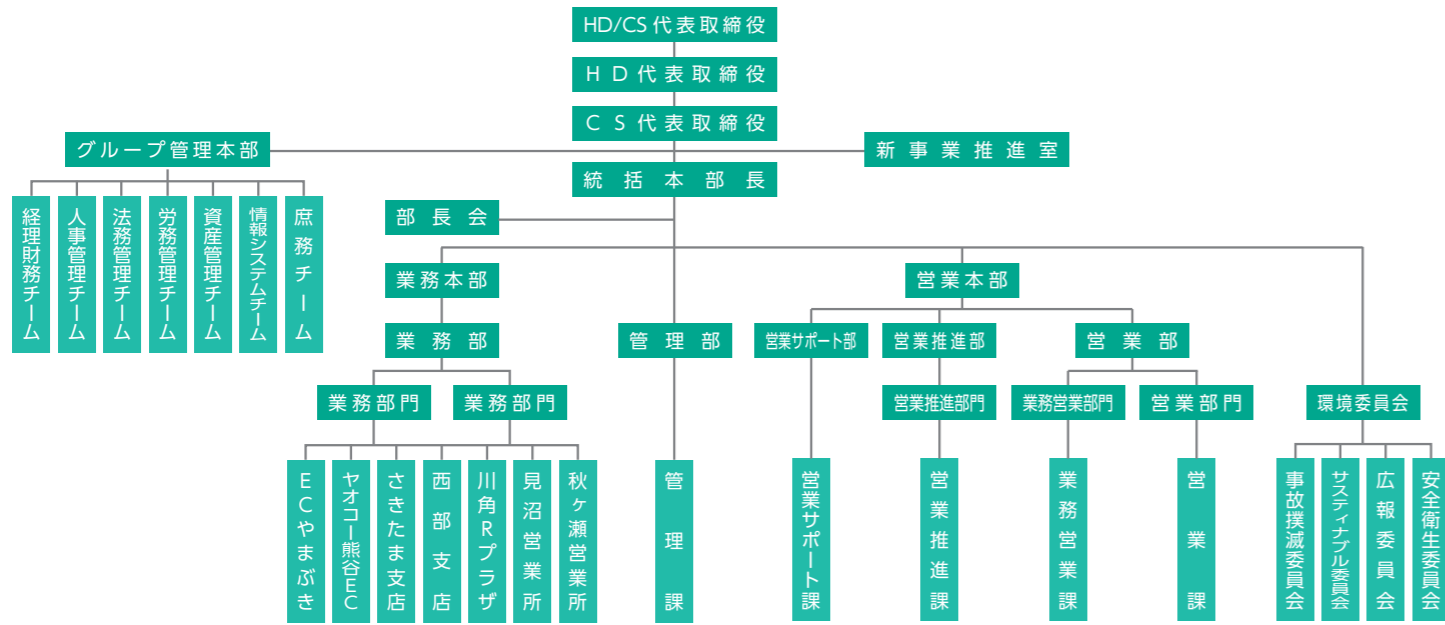 HD/CS代表取締役
HD代表取締役
CS代表取締役
グループ管理本部
新事業推進室
統括本部長
経理財務チーム
人事管理チーム
法務管理チーム
労務管理チーム
資産管理チーム
情報システムチーム
庶務チーム
部長会
業務本部
営業本部
業務部
管理部
営業サポート部
営業推進部
営業部
業務部門
業務部門
営業推進部門
業務営業部門
営業部門
環境委員会
ECやまぶき
ヤオコー熊谷EC
さきたま支店
西部支店
川角Rプラザ
見沼営業所
秋ヶ瀬営業所
管理課
営業サポート課
営業推進課
業務営業課
営業課
事故撲滅委員会
サスティナブル委員会
広報委員会
安全衛生委員会